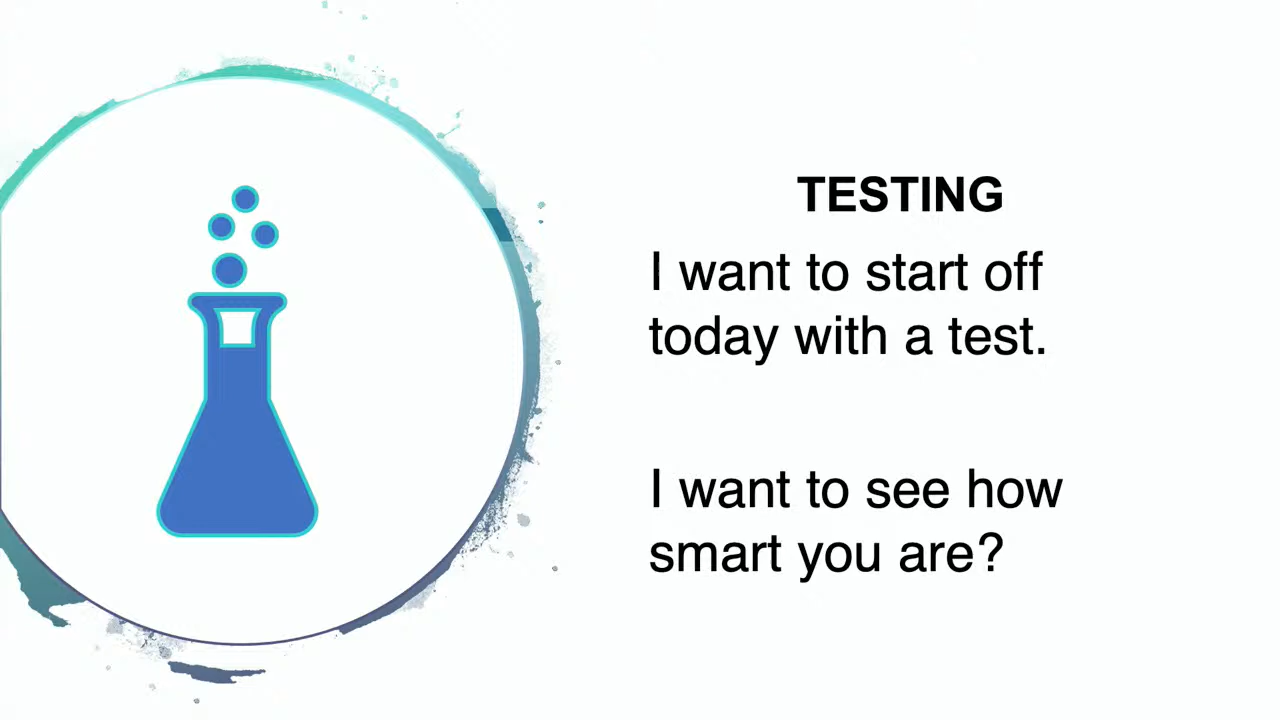 TESTING
I want to start off
today with a test.
I want to see how
smart you are?